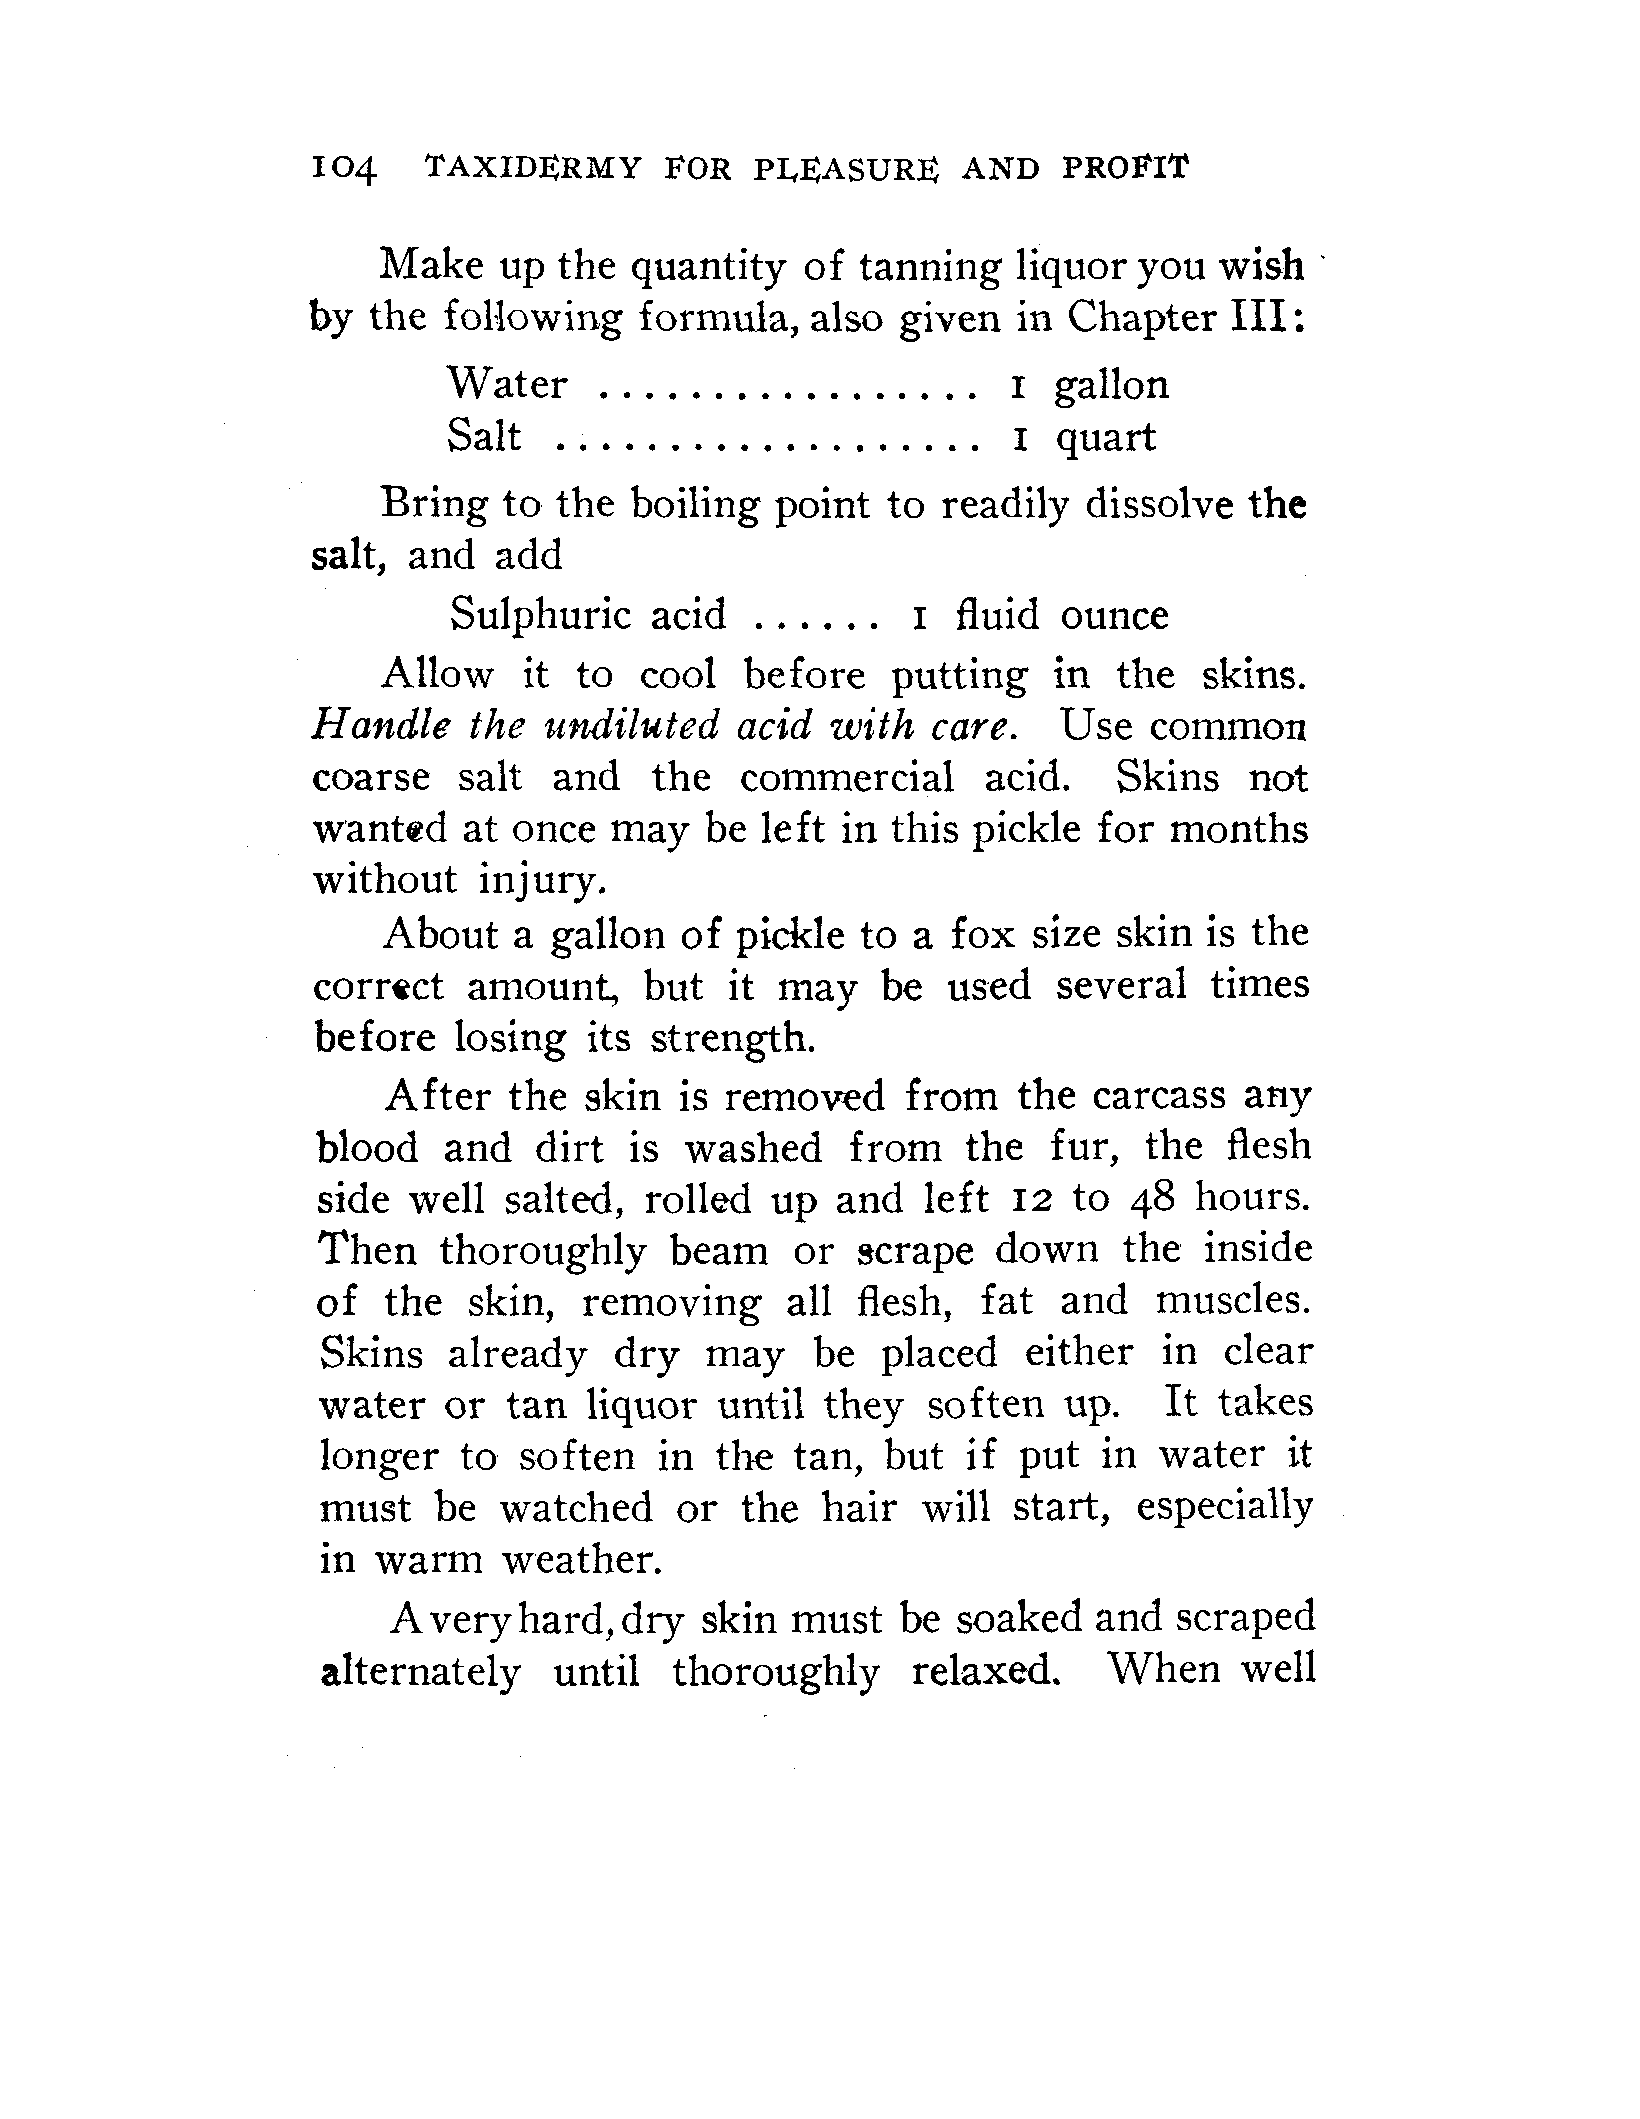 104 TAXIDERMY FOR PLEASURE AND PROFIT
Make up the quantity of tanning liquor you wish
by the following formula, also given in Chapter III:
Water ................. 1 gallon
Salt ................... 1 quart
Bring to the boiling point to readily dissolve the
salt, and add
Sulphuric acid ...... 1 fluid ounce
Allow it to cool before putting in the skins.
Handle the undiluted acid with care. Use common
coarse salt and the commercial acid. Skins not
wanted at once may be left in this pickle for months
without injury.
About a gallon of pickle to a fox size skin is the
correct amount, but it may be used several times
before losing its strength.
After the skin is removed from the carcass any
blood and dirt is washed from the fur, the flesh
side well salted, rolled up and left 12 to 48 hours.
Then thoroughly beam or scrape down the inside
of the skin, removing all flesh, fat and muscles.
Skins already dry may be placed either in clear
water or tan liquor until they soften up. It takes
longer to soften in the tan, but if put in water it
must be watched or the hair will start, especially
in warm weather.
A very hard, dry skin must be soaked and scraped
alternately until thoroughly relaxed. When well